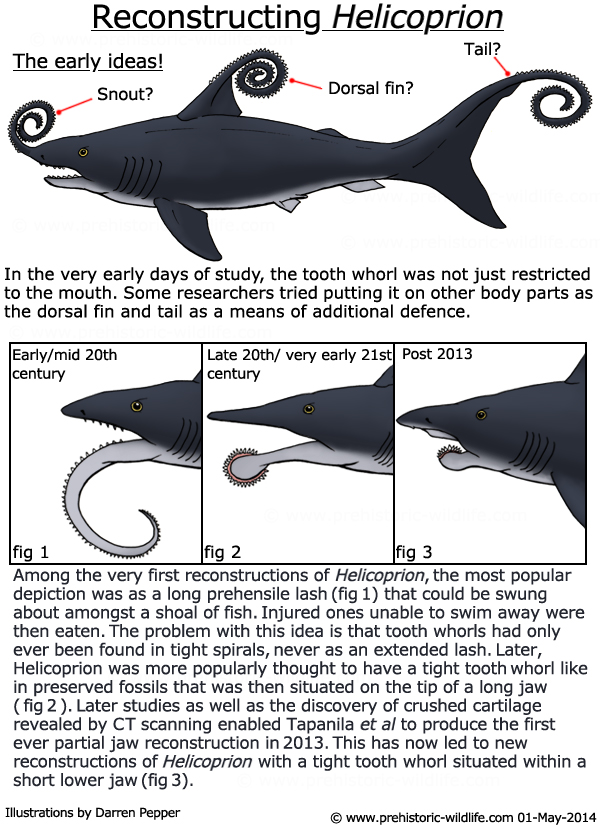 Reconstructing Helicoprion
The early ideas!
Snout?
Dorsal fin?
Tail?
© www.prehistoric-wildlife.com
In the very early days of study, the tooth whorl was not just restricted
to the mouth. Some researchers tried putting it on other body parts as
the dorsal fin and tail as a means of additional defence.
Early/mid 20th
century
fig 1
Late 20th/ very early 21st
century
fig 2
Post 2013
fig 3
Among the very first reconstructions of Helicoprion, the most popular
depiction was as a long prehensile lash (fig 1) that could be swung
about amongst a shoal of fish. Injured ones unable to swim away were
then eaten. The problem with this idea is that tooth whorls had only
ever been found in tight spirals, never as an extended lash. Later,
Helicoprion was more popularly thought to have a tight tooth whorl like
in preserved fossils that was then situated on the tip of a long jaw
( fig 2 ). Later studies as well as the discovery of crushed cartilage
revealed by CT scanning enabled Tapanila et al to produce the first
ever partial jaw reconstruction in 2013. This has now led to new
reconstructions of Helicoprion with a tight tooth whorl situated within a
short lower jaw (fig 3).
Illustrations by Darren Pepper
© www.prehistoric-wildlife.com 01-May-2014